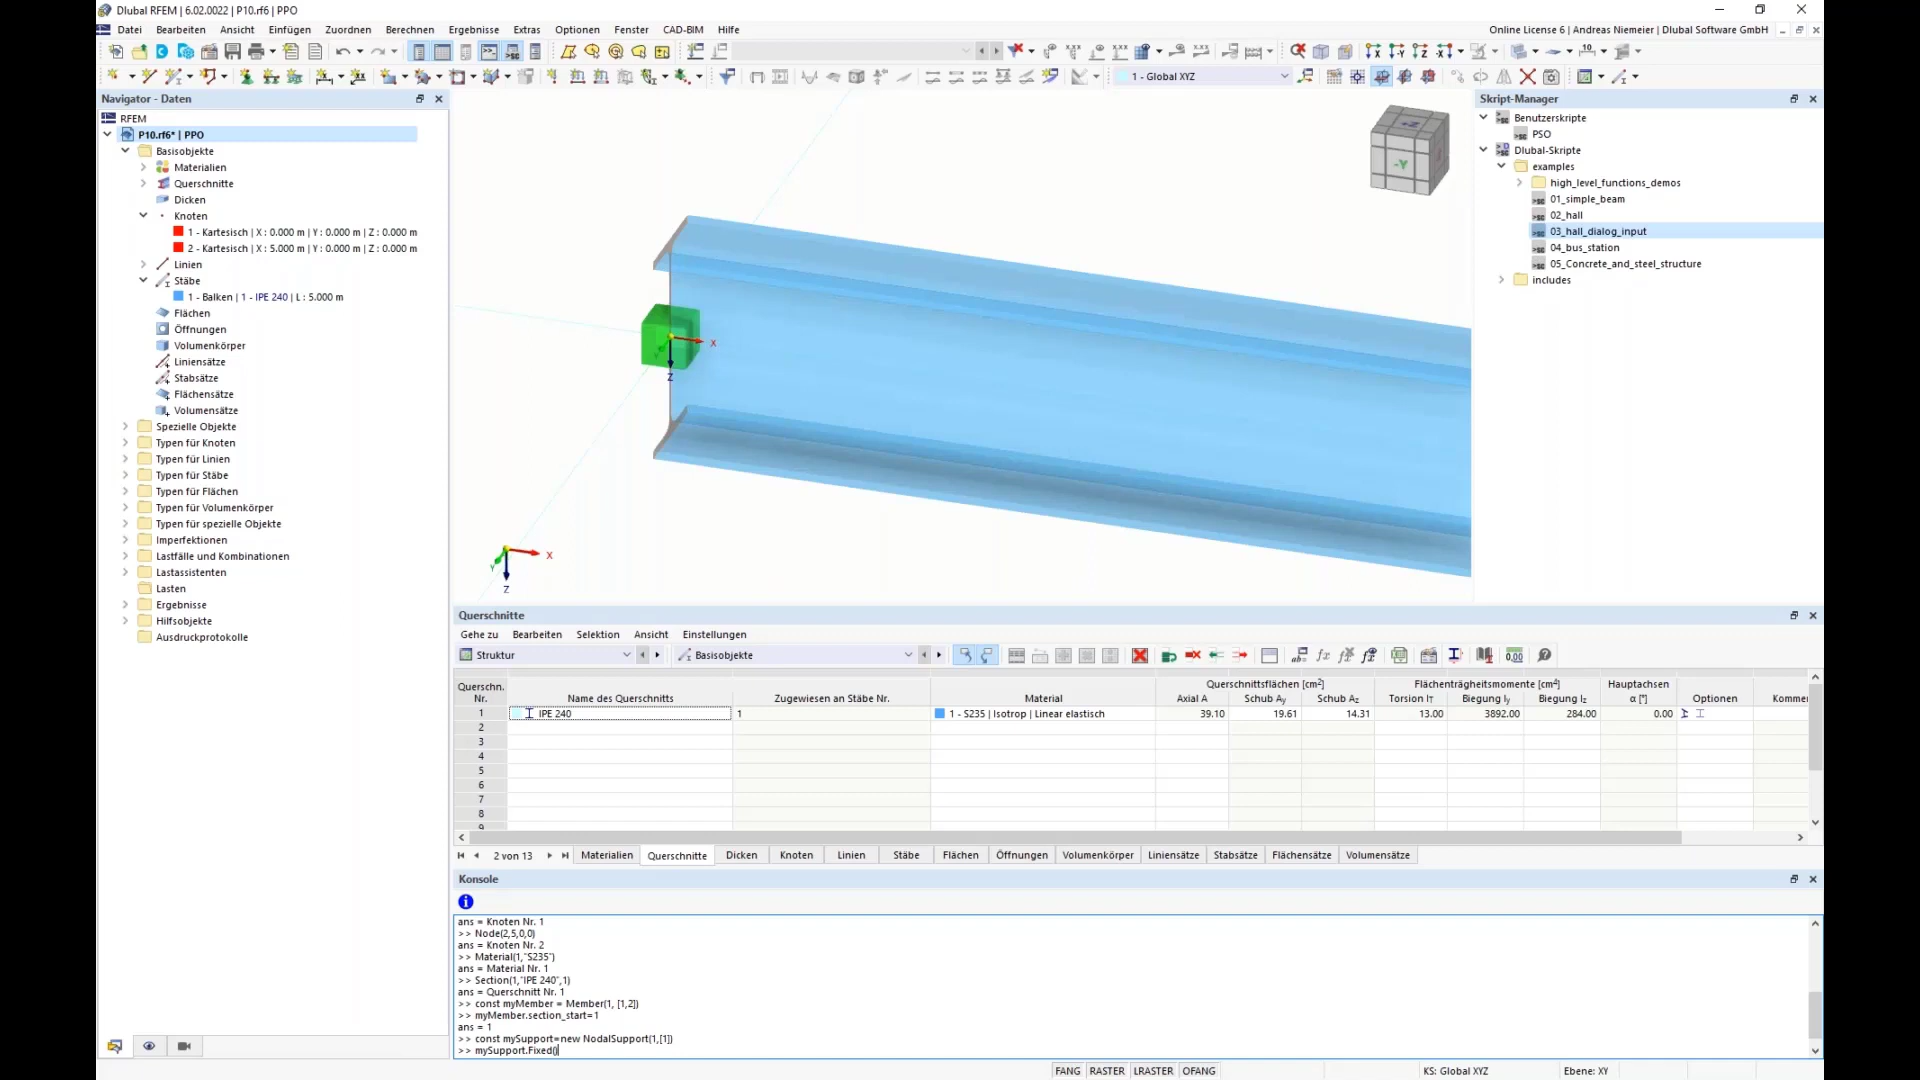 Dlubal RFEM | 6.02.0022 | P10.rf6 | PPO
Datei Bearbeiten Ansicht Einfügen Zuordnen Berechnen Ergebnisse Extras Optionen Fenster CAD-BIM Hilfe
Online License 6 | Andreas Niemeier | Dlubal Software GmbH
1 - Global XYZ
Navigator - Daten
RFEM
P10.rf6* | PPO
Basisobjekte
Materialien
Querschnitte
Dicken
Knoten
1 - Kartesisch | X : 0.000 m | Y : 0.000 m | Z : 0.000 m
2 - Kartesisch | X : 5.000 m | Y : 0.000 m | Z : 0.000 m
Linien
Stäbe
1 - Balken | 1 - IPE 240 | L : 5.000 m
Flächen
Öffnungen
Volumenkörper
Liniensätze
Stabsätze
Flächensätze
Volumensätze
Spezielle Objekte
Typen für Knoten
Typen für Linien
Typen für Stäbe
Typen für Flächen
Typen für Volumenkörper
Typen für spezielle Objekte
Imperfektionen
Lastfälle und Kombinationen
Lastassistenten
Lasten
Ergebnisse
Hilfsobjekte
Ausdruckprotokolle
-Y
X
Z
X
Y
Z
Skript-Manager
Benutzerskripte
PSO
Dlubal-Skripte
examples
high_level_functions_demos
01_simple_beam
02_hall
03_hall_dialog_input
04_bus_station
05_Concrete_and_steel_structure
includes
Querschnitte
Gehe zu Bearbeiten Selektion Ansicht Einstellungen
Struktur Basisobjekte
Querschn. Querschnittsflächen [cm²] Flächenträgheitsmomente [cm⁴] Hauptachsen
Nr. Name des Querschnitts Zugewiesen an Stäbe Nr. Material Axial A Schub Ay Schub Az Torsion IT Biegung Iy Biegung Iz α [°] Optionen Kommen
1 IPE 240 1 1 - S235 | Isotrop | Linear elastisch 39.10 19.61 14.31 13.00 3892.00 284.00 0.00
2
3
4
5
6
7
8
9
2 von 13 Materialien Querschnitte Dicken Knoten Linien Stäbe Flächen Öffnungen Volumenkörper Liniensätze Stabsätze Flächensätze Volumensätze
Konsole
ans = Knoten Nr. 1
>> Node(2,5,0,0)
ans = Knoten Nr. 2
>> Material(1,"S235")
ans = Material Nr. 1
>> Section(1,"IPE 240",1)
ans = Querschnitt Nr. 1
>> const myMember = Member(1, [1,2])
>> myMember.section_start=1
ans = 1
>> const mySupport=new NodalSupport(1,[1])
>> mySupport.Fixed()
FANG RASTER LRASTER OFANG KS: Global XYZ Ebene: XY